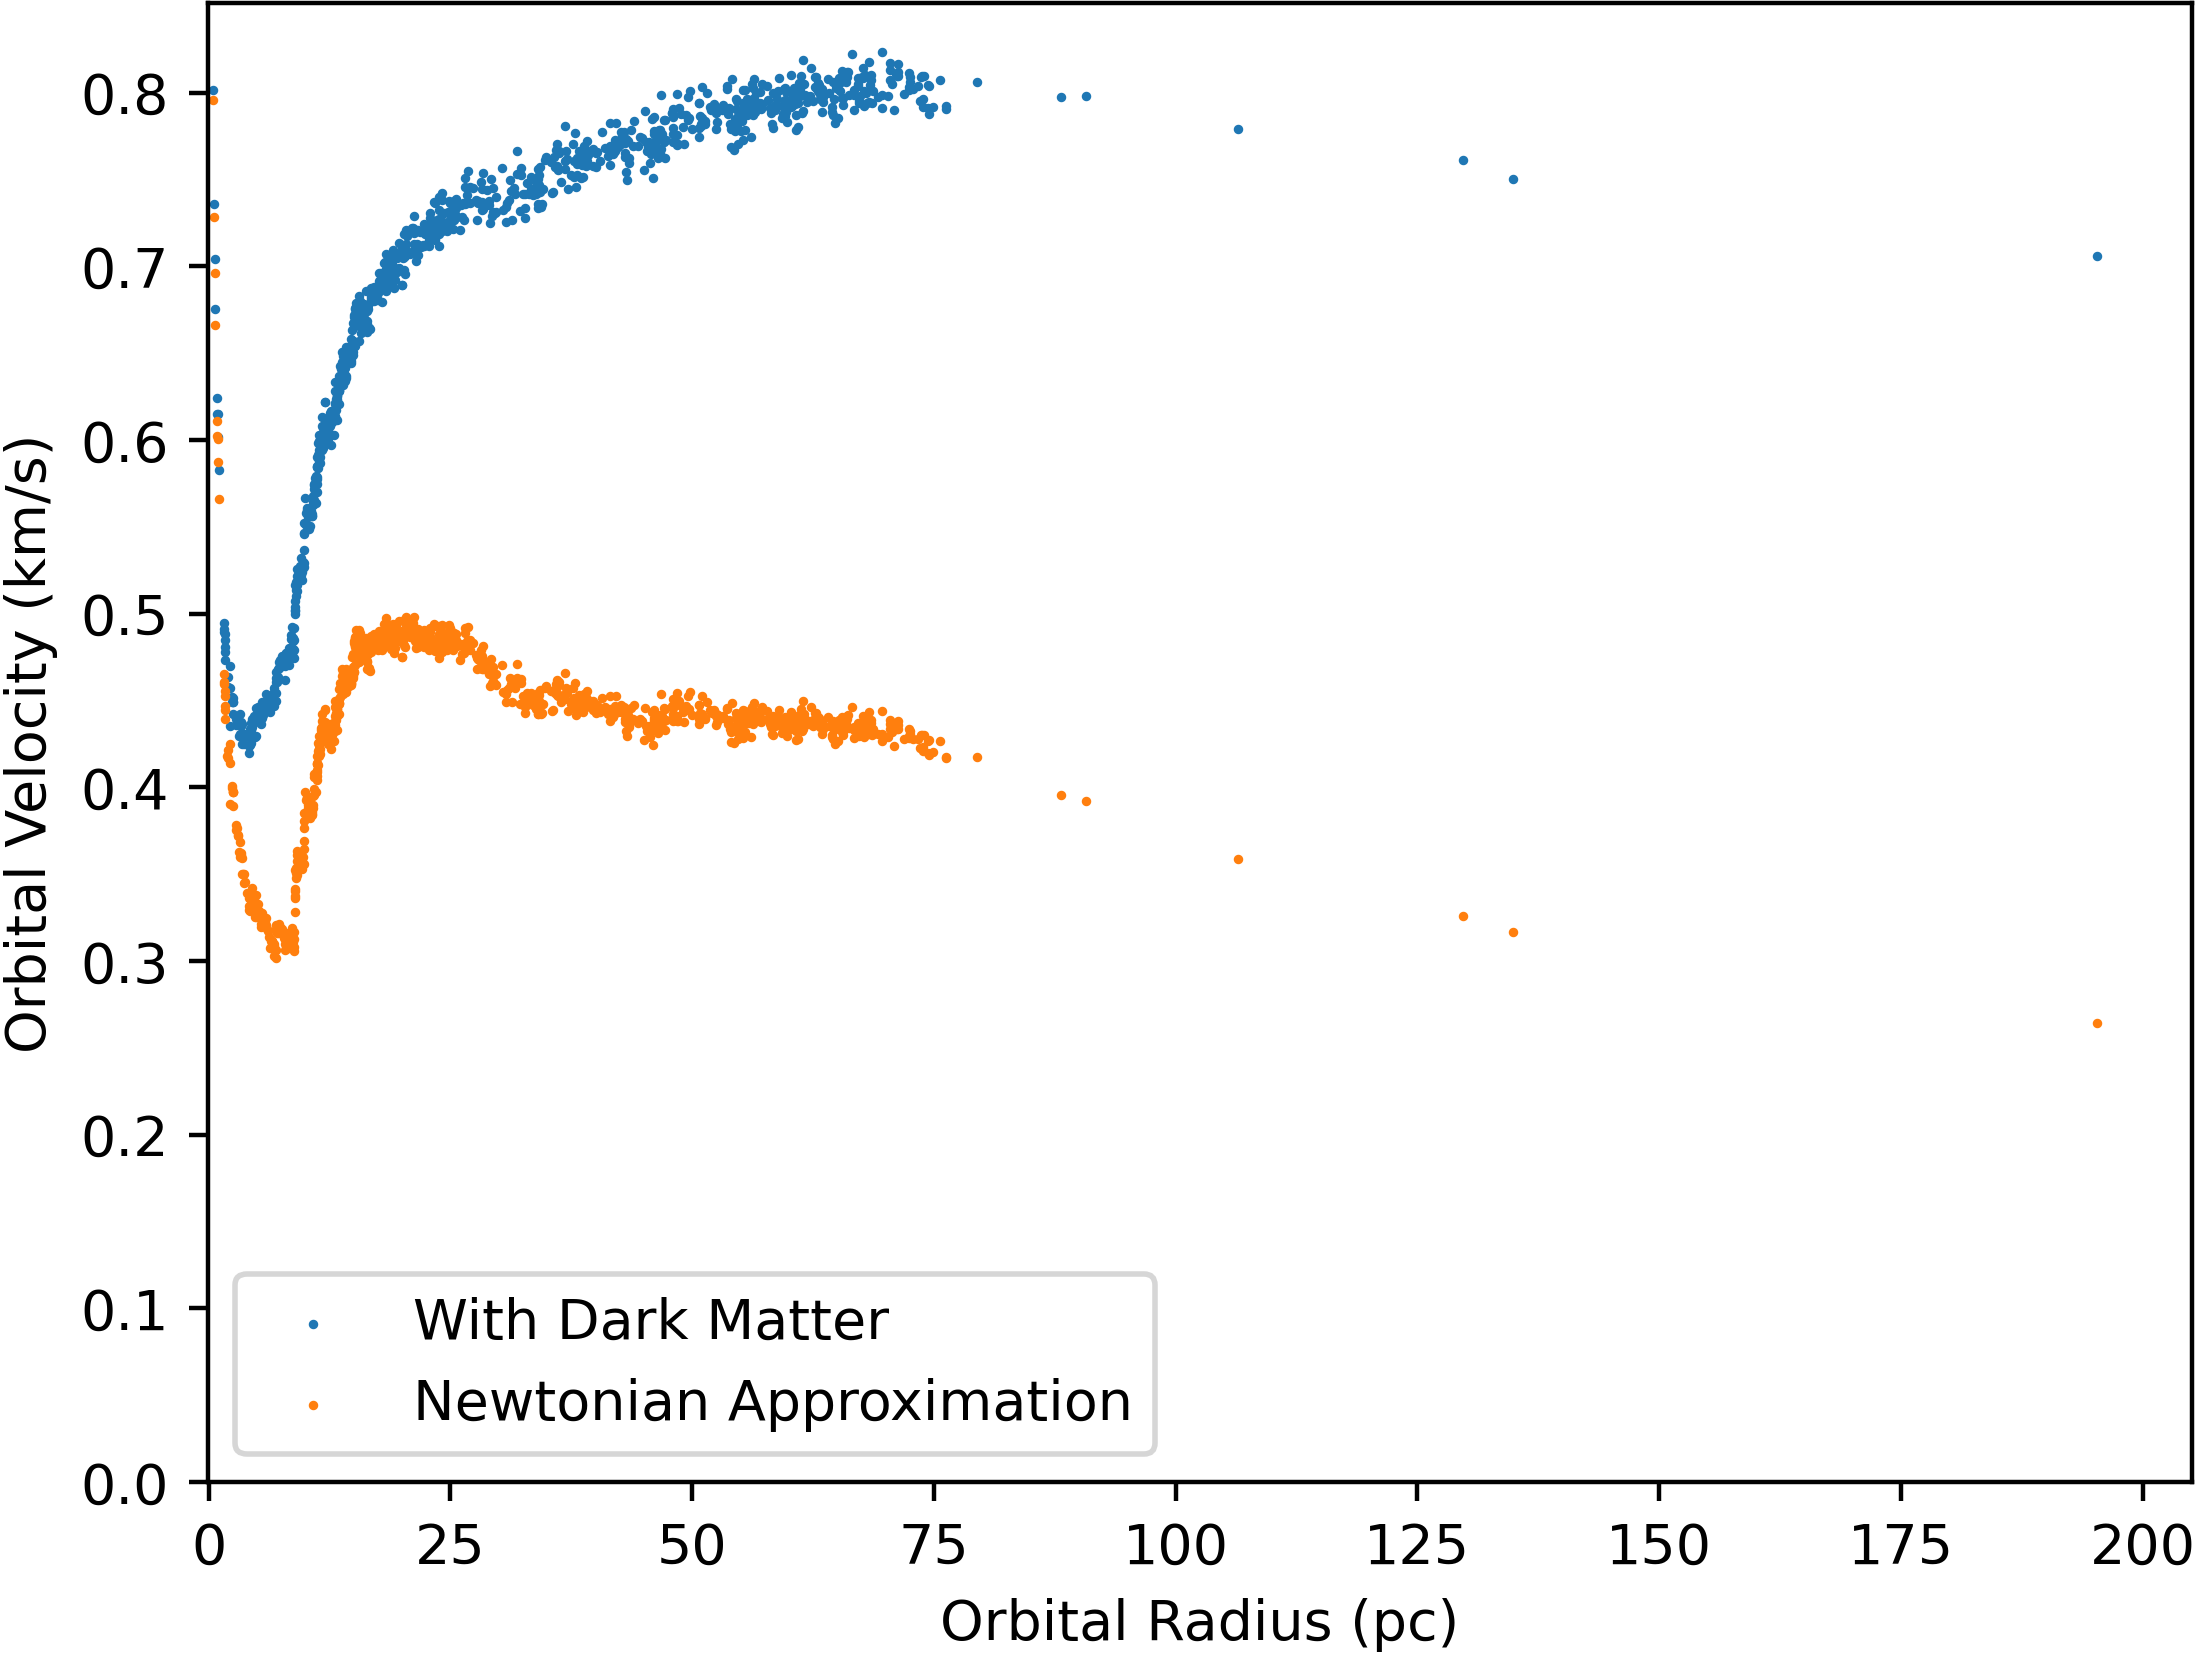 Orbital Velocity (km/s)
0.8
0.7
0.6
0.5
0.4
0.3
0.2
0.1
0.0
With Dark Matter
Newtonian Approximation
0 25 50 75 100 125 150 175 200
Orbital Radius (pc)